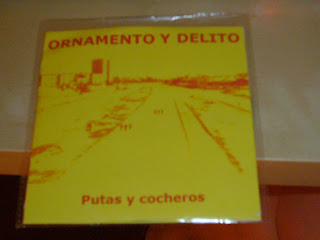 ORNAMENTO Y DELITO
Putas y cocheros